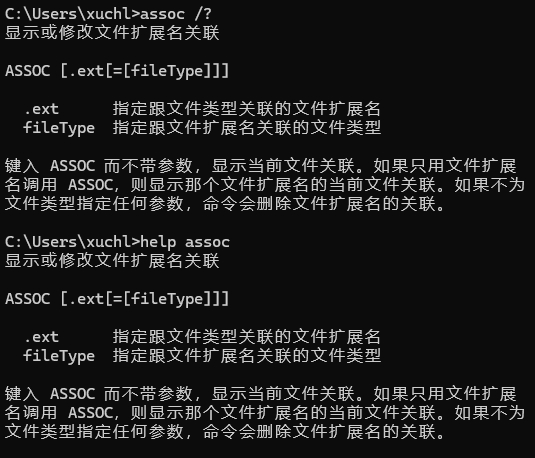 C:\Users\xuchl>assoc /?
显示或修改文件扩展名关联
ASSOC [.ext[=[fileType]]]
.ext 指定跟文件类型关联的文件扩展名
fileType 指定跟文件扩展名关联的文件类型
键入 ASSOC 而不带参数，显示当前文件关联。如果只用文件扩展
名调用 ASSOC，则显示那个文件扩展名的当前文件关联。如果不为
文件类型指定任何参数，命令会删除文件扩展名的关联。
C:\Users\xuchl>help assoc
显示或修改文件扩展名关联
ASSOC [.ext[=[fileType]]]
.ext 指定跟文件类型关联的文件扩展名
fileType 指定跟文件扩展名关联的文件类型
键入 ASSOC 而不带参数，显示当前文件关联。如果只用文件扩展
名调用 ASSOC，则显示那个文件扩展名的当前文件关联。如果不为
文件类型指定任何参数，命令会删除文件扩展名的关联。